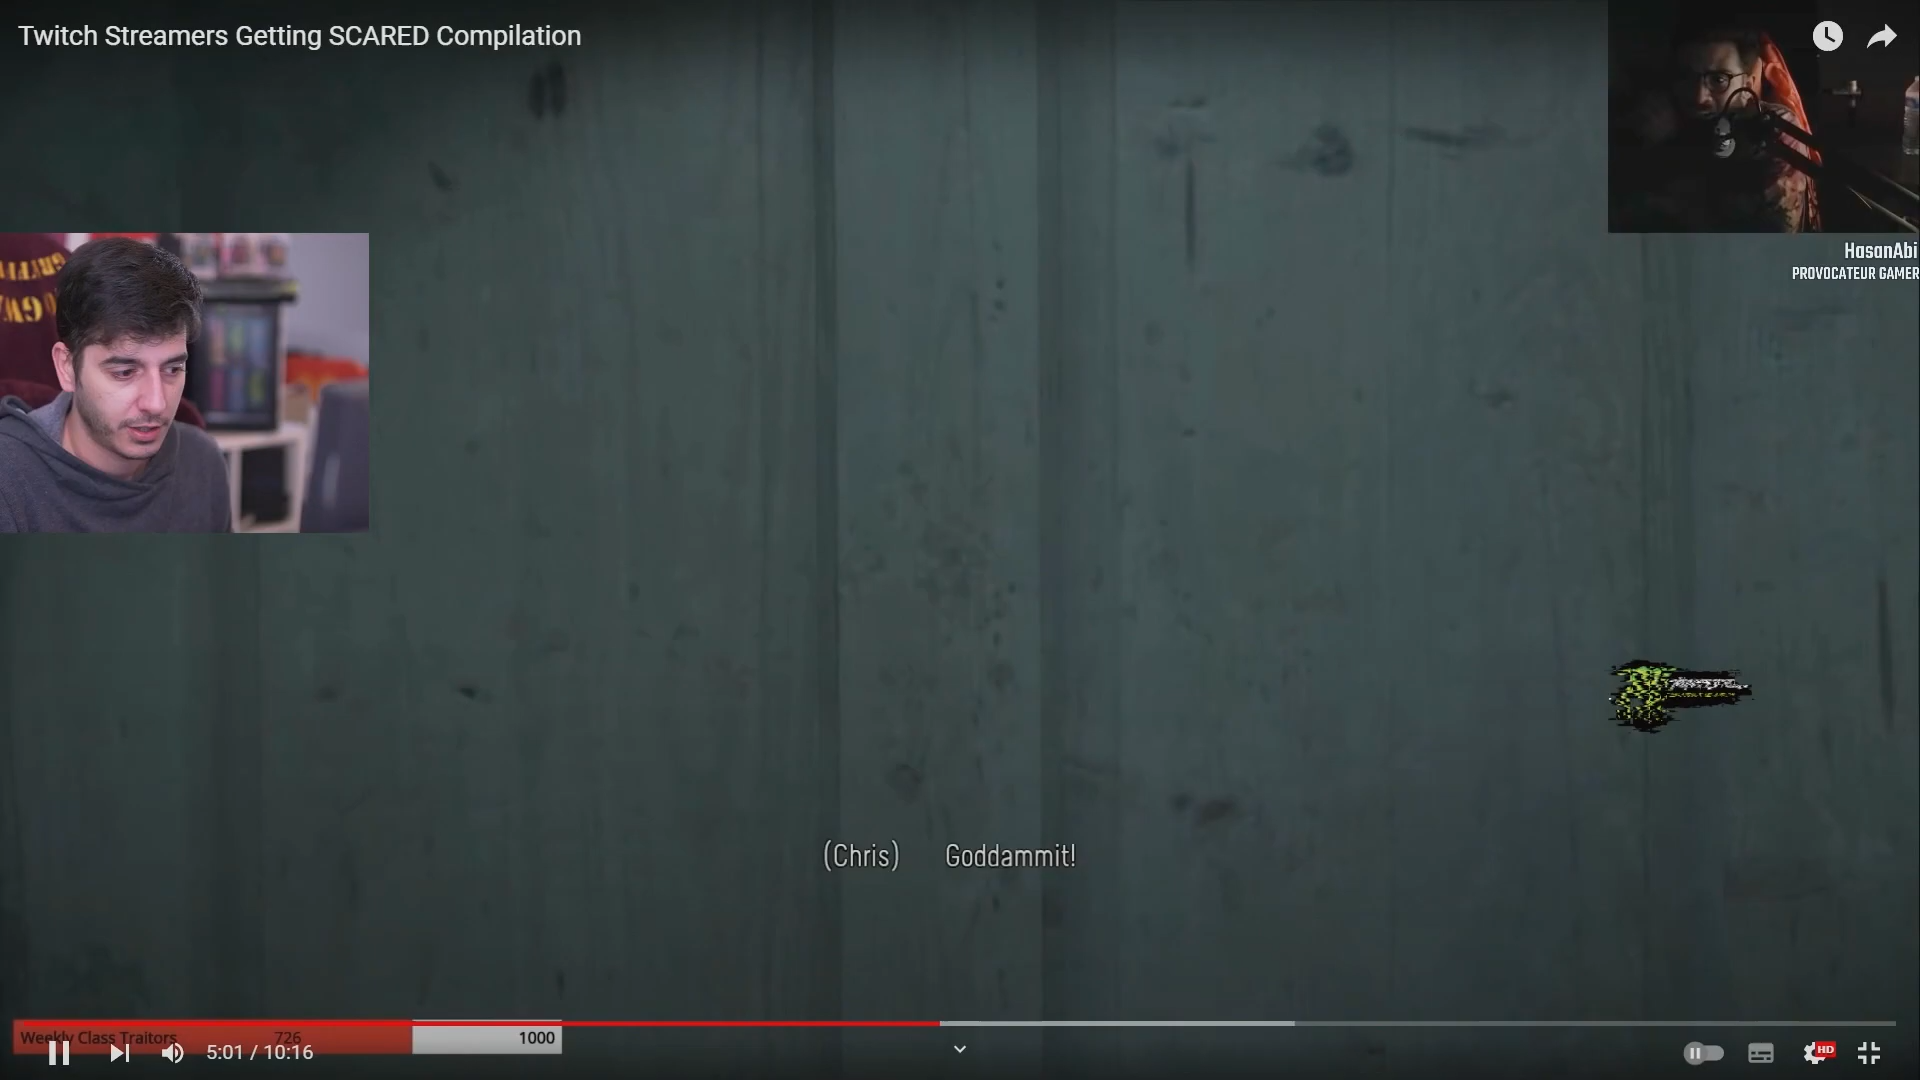 Twitch Streamers Getting SCARED Compilation
HasanAbi
PROVOCATEUR GAMER
(Chris) Goddammit!
Weekly Class Traitors 726 1000
5:01 / 10:16
HD